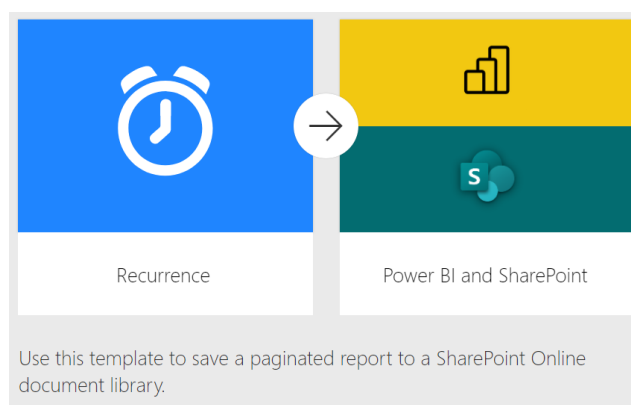 S
Recurrence
Power BI and SharePoint
Use this template to save a paginated report to a SharePoint Online
document library.